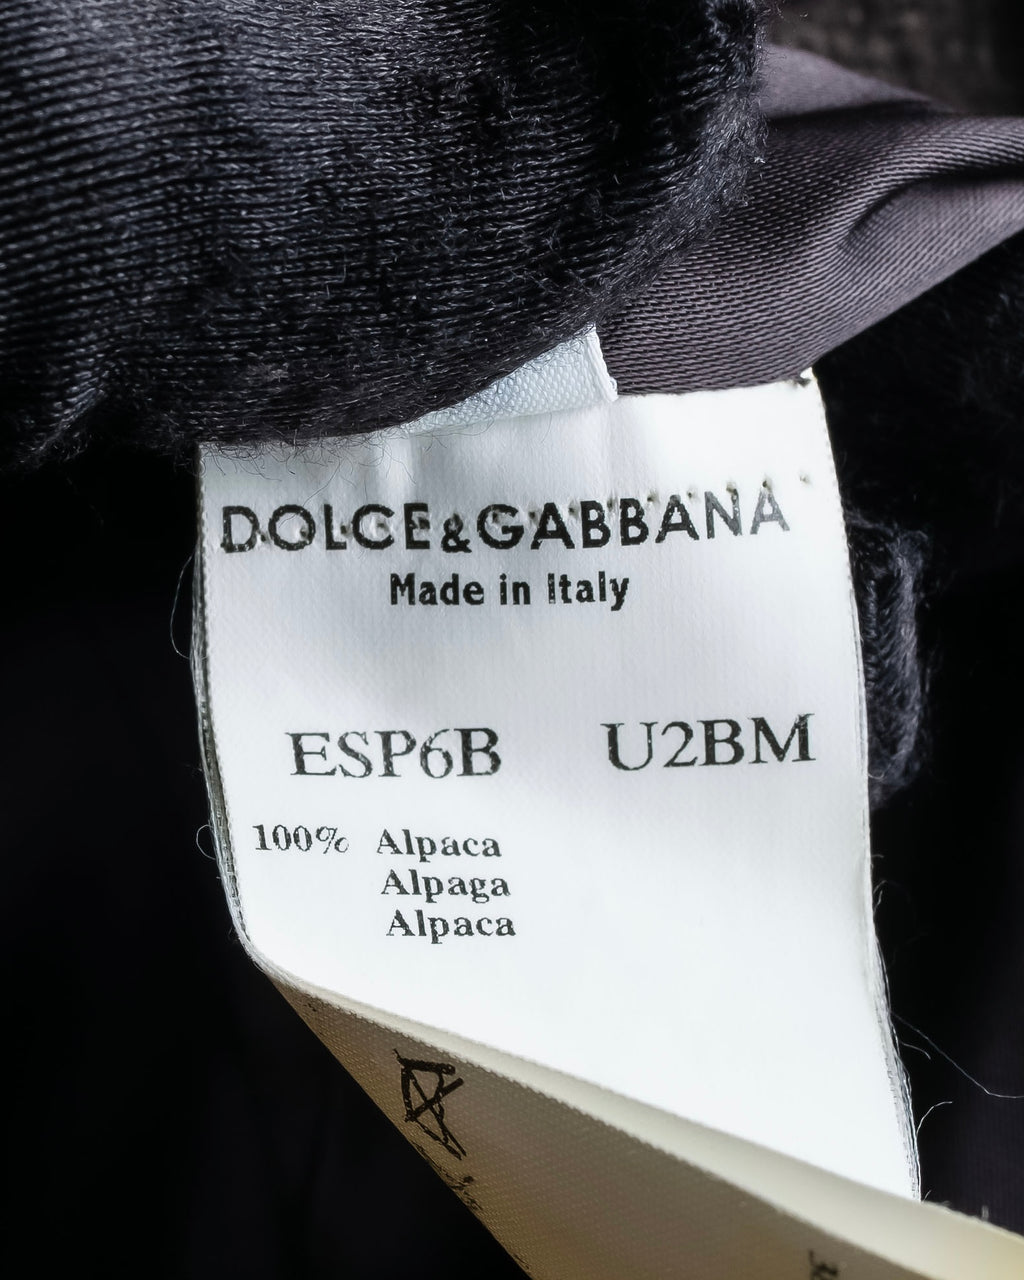 DOLCE&GABBANA
Made in Italy
ESP6B U2BM
100% Alpaca
Alpaga
Alpaca